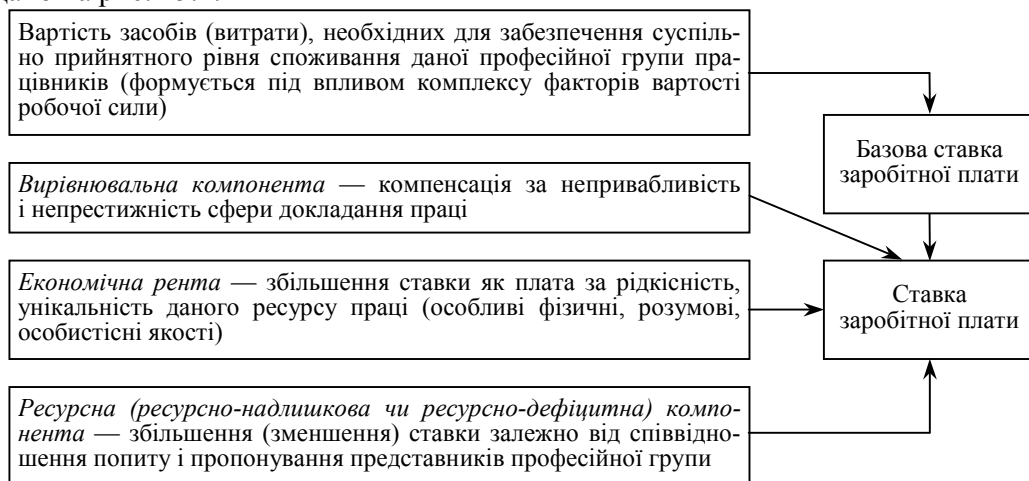 Вартість засобів (витрати), необхідних для забезпечення суспіль-
но прийнятного рівня споживанням даної професійної групи пра-
цівників (формується під впливом комплексу факторів вартості
робочої сили)
Базова ставка
заробітної плати
Вирівнювальна компонента — компенсація за непривабливість
і непрестижність сфери докладання праці
Економічна рента — збільшення ставки як плата за рідкісність,
унікальність даного ресурсу праці (особливі фізичні, розумові,
особистісні якості)
Ставка
заробітної плати
Ресурсна (ресурсно-надлишкова чи ресурсно-дефіцитна) компо-
нента — збільшення (зменшення) ставки залежно від співвідно-
шення попиту і пропонування представників професійної групи